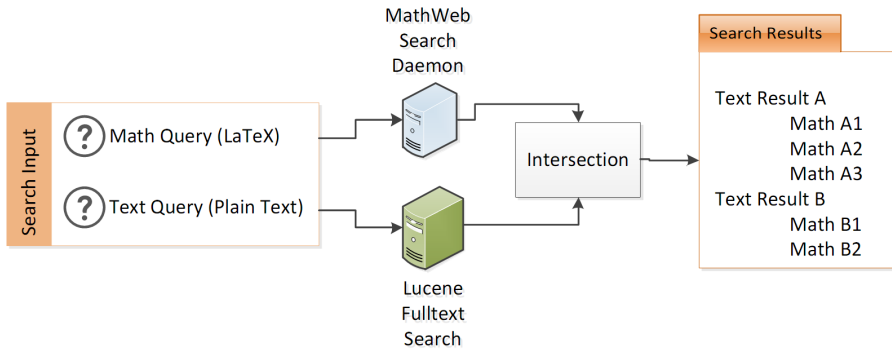 MathWeb
Search
Daemon
Search Input
Math Query (LaTeX)
Text Query (Plain Text)
Lucene
Fulltext
Search
Intersection
Search Results
Text Result A
Math A1
Math A2
Math A3
Text Result B
Math B1
Math B2